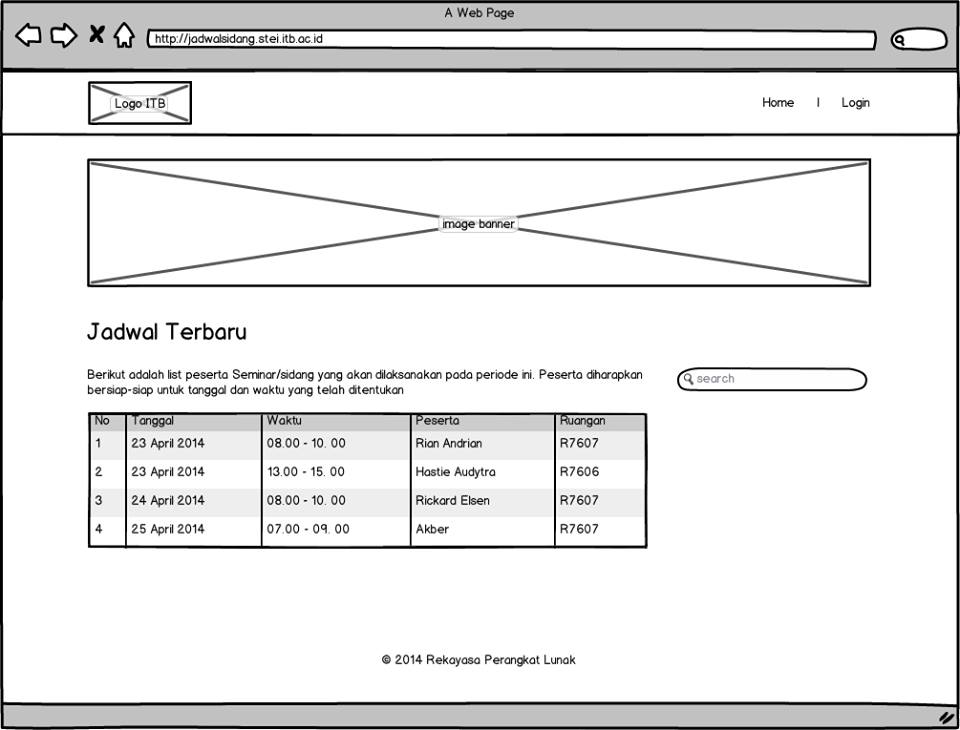 A Web Page
http://jadwalsidang.stei.itb.ac.id
Logo ITB
Home | Login
image banner
Jadwal Terbaru
Berikut adalah list peserta Seminar/sidang yang akan dilaksanakan pada periode ini. Peserta diharapkan
bersiap-siap untuk tanggal dan waktu yang telah ditentukan
search
No Tanggal Waktu Peserta Ruangan
1 23 April 2014 08.00 - 10. 00 Rian Andrian R7607
2 23 April 2014 13.00 - 15. 00 Hastie Audytra R7606
3 24 April 2014 08.00 - 10. 00 Rickard Elsen R7607
4 25 April 2014 07.00 - 09. 00 Akber R7607
© 2014 Rekayasa Perangkat Lunak